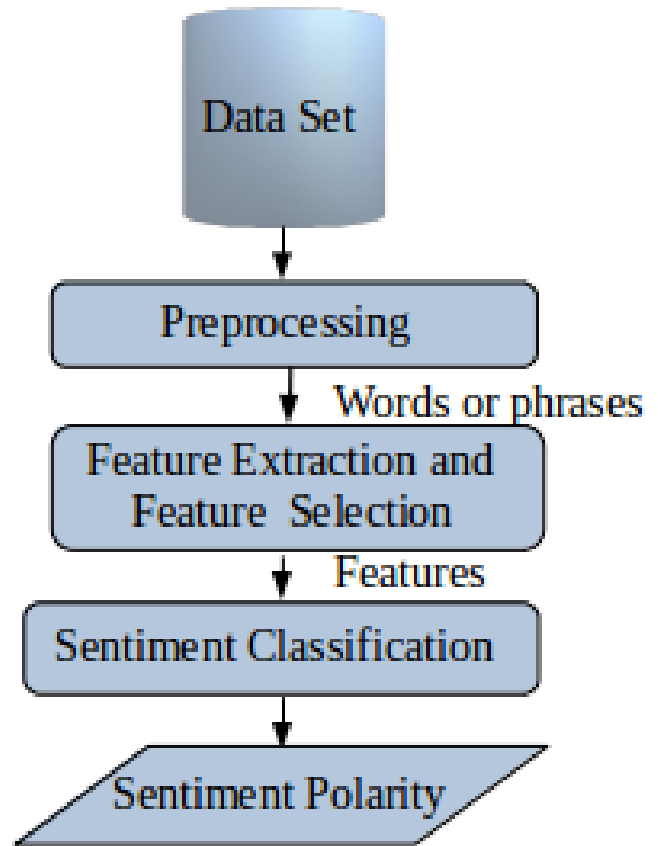 Data Set
Preprocessing
Words or phrases
Feature Extraction and
Feature Selection
Features
Sentiment Classification
Sentiment Polarity